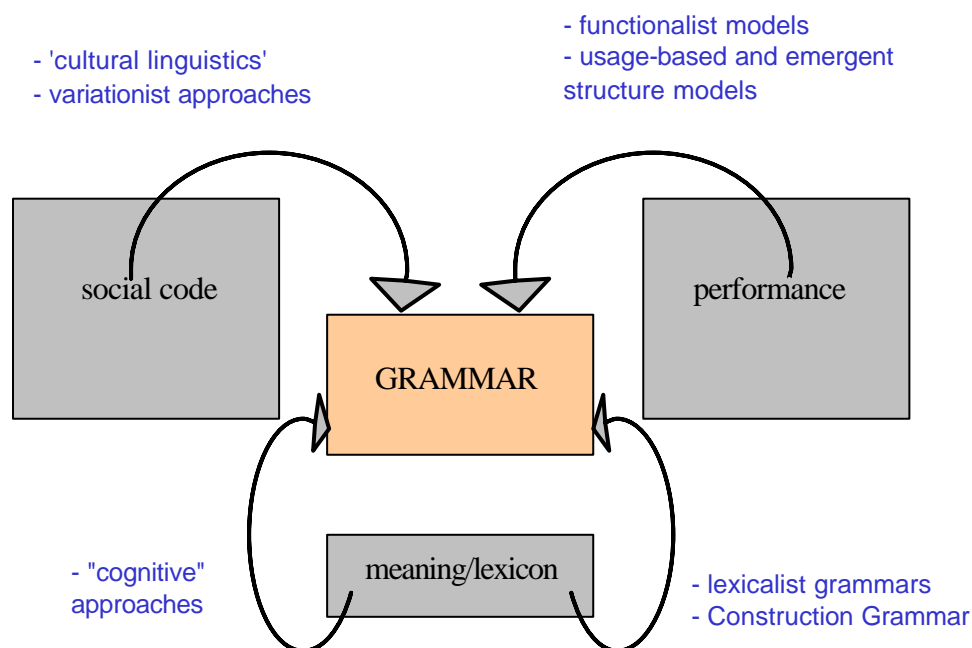 - 'cultural linguistics'
- variationist approaches
- functionalist models
- usage-based and emergent
structure models
social code
performance
GRAMMAR
meaning/lexicon
- "cognitive"
approaches
- lexicalist grammars
- Construction Grammar